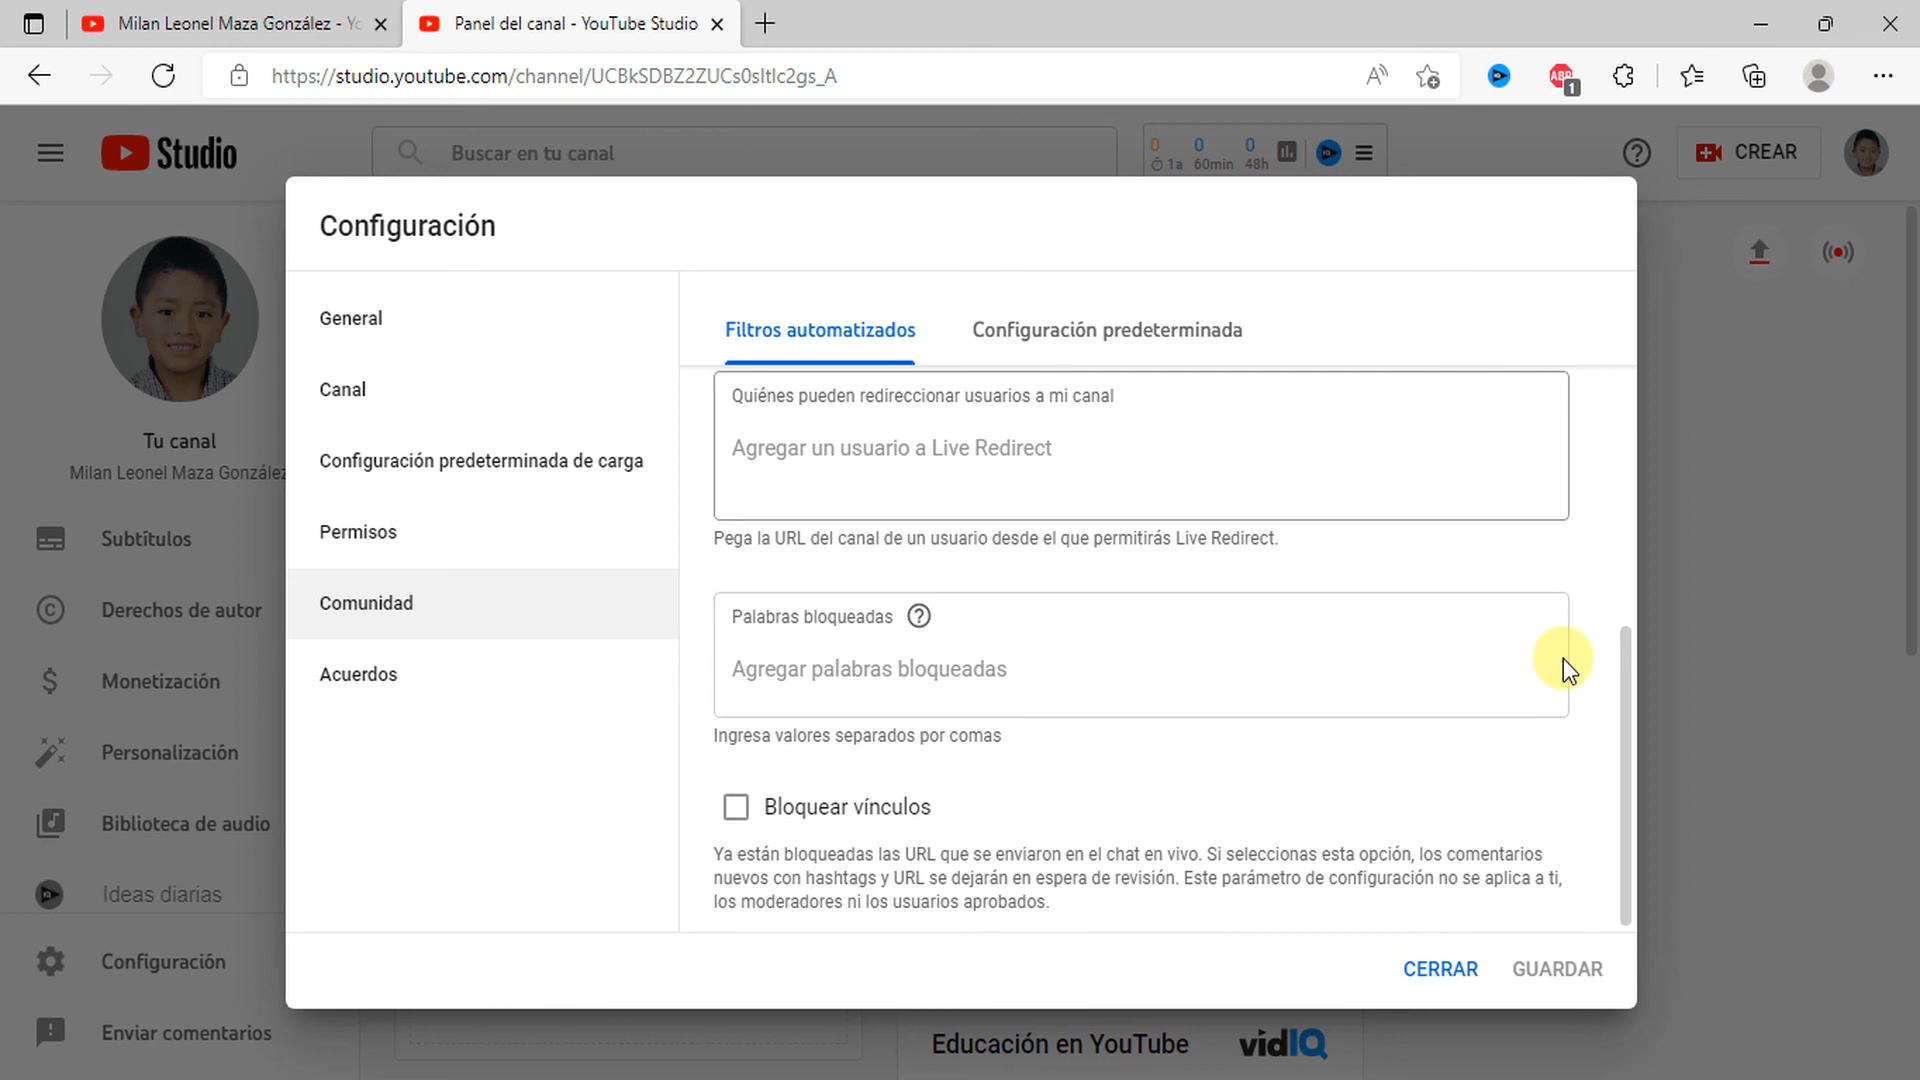 Milan Leonel Maza González - Yo
Panel del canal - YouTube Studio
https://studio.youtube.com/channel/UCBkSDBZ2ZUCs0sItlc2gs_A
ABP
1
Studio
Buscar en tu canal
0 0 0
1a 60min 48h
CREAR
Configuración
General
Canal
Configuración predeterminada de carga
Permisos
Comunidad
Acuerdos
Filtros automatizados
Configuración predeterminada
Quiénes pueden redireccionar usuarios a mi canal
Agregar un usuario a Live Redirect
Pega la URL del canal de un usuario desde el que permitirás Live Redirect.
Palabras bloqueadas
Agregar palabras bloqueadas
Ingresa valores separados por comas
Bloquear vínculos
Ya están bloqueadas las URL que se enviaron en el chat en vivo. Si seleccionas esta opción, los comentarios
nuevos con hashtags y URL se dejarán en espera de revisión. Este parámetro de configuración no se aplica a ti,
los moderadores ni los usuarios aprobados.
CERRAR
GUARDAR
Tu canal
Milan Leonel Maza González
Subtítulos
Derechos de autor
Monetización
Personalización
Biblioteca de audio
Ideas diarias
Configuración
Enviar comentarios
Educación en YouTube
vidIQ